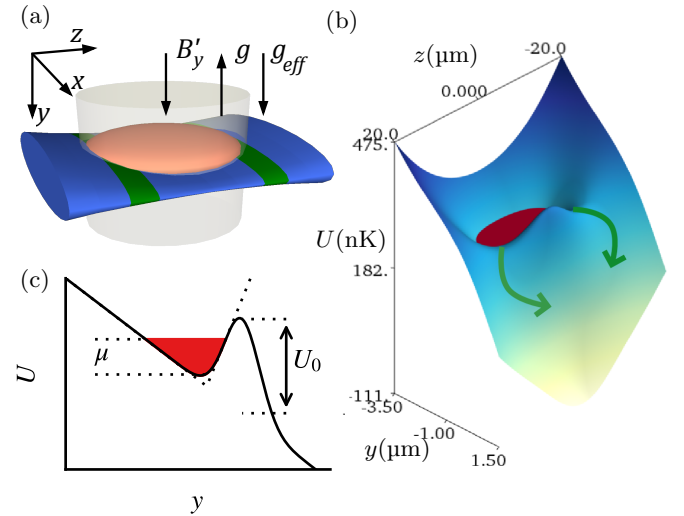 (a)
z
x
y
B′y
g
g_eff
(b)
z(μm)
-20.0
0.000
20.0
475.
U(nK)
182.
-111.
-3.50
-1.00
1.50
y(μm)
(c)
μ
U₀
U
y